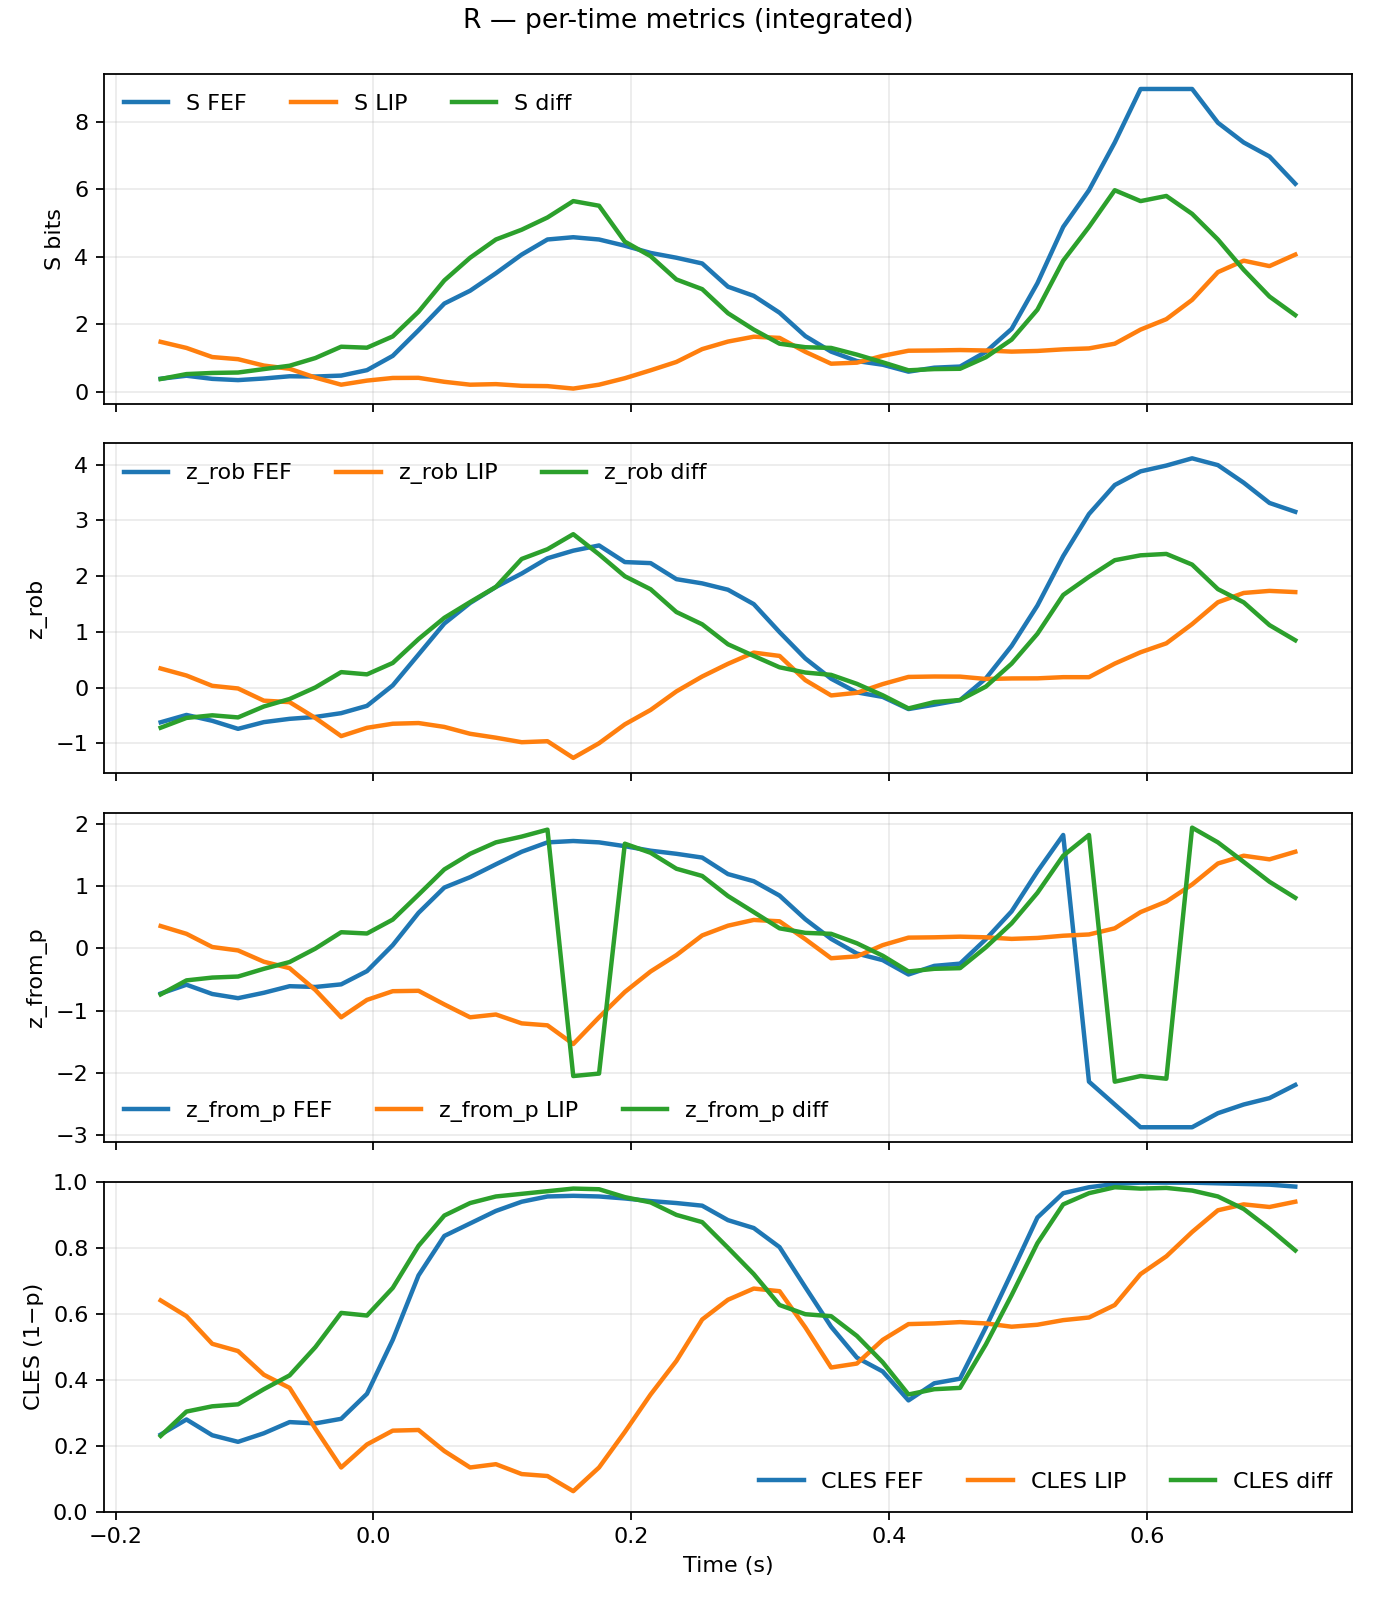 R — per-time metrics (integrated)
S FEF S LIP S diff
8
6
4
2
0
S bits
z_rob FEF z_rob LIP z_rob diff
4
3
2
1
0
−1
z_rob
2
1
0
−1
−2
−3
z_from_p
z_from_p FEF z_from_p LIP z_from_p diff
1.0
0.8
0.6
0.4
0.2
0.0
CLES (1−p)
CLES FEF CLES LIP CLES diff
−0.2 0.0 0.2 0.4 0.6
Time (s)